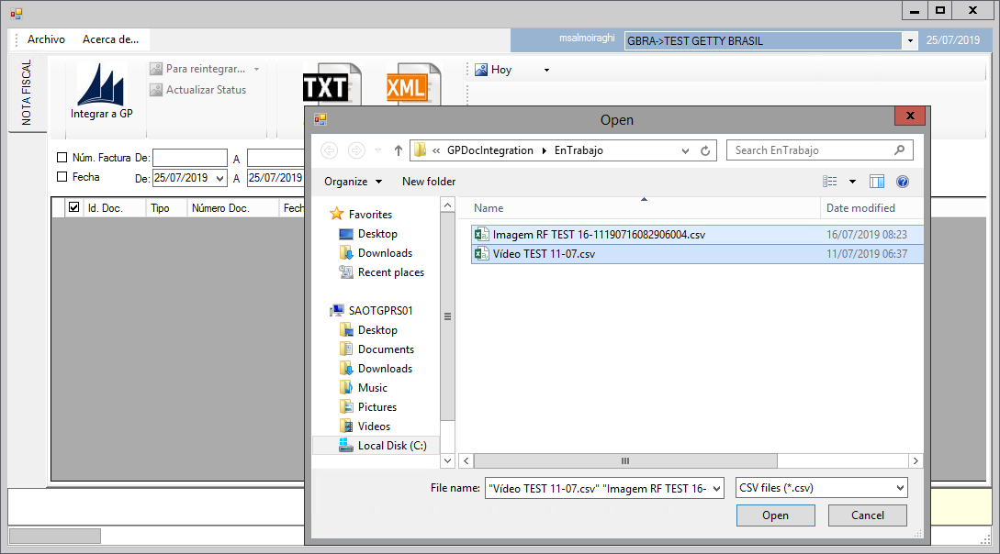 Archivo Acerca de...
msalmoiraghi GBRA->TEST GETTY BRASIL 25/07/2019
NOTA FISCAL
Integrar a GP
Para reintegrar...
Actualizar Status
TXT
XML
Hoy
Núm. Factura De: A
Fecha De: 25/07/2019 A 25/07/2019
Id. Doc. Tipo Número Doc. Fech
Open
« GPDocIntegration EnTrabajo
Search EnTrabajo
Organize New folder
Favorites
Desktop
Downloads
Recent places
SAOTGPRS01
Desktop
Documents
Downloads
Music
Pictures
Videos
Local Disk (C:)
Name Date modified
Imagem RF TEST 16-11190716082906004.csv 16/07/2019 08:23
Vídeo TEST 11-07.csv 11/07/2019 06:37
File name: "Vídeo TEST 11-07.csv" "Imagem RF TEST 16- CSV files (*.csv)
Open Cancel